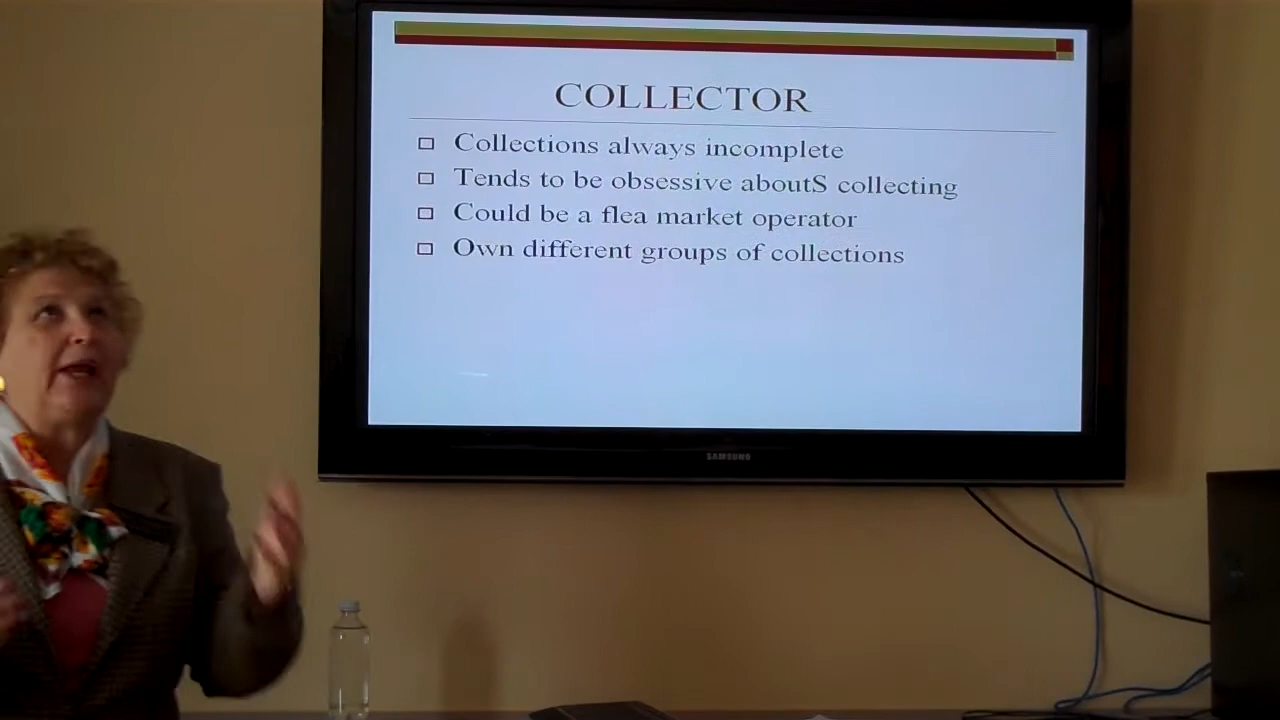 COLLECTOR
Collections always incomplete
Tends to be obsessive aboutS collecting
Could be a flea market operator
Own different groups of collections
SAMSUNG